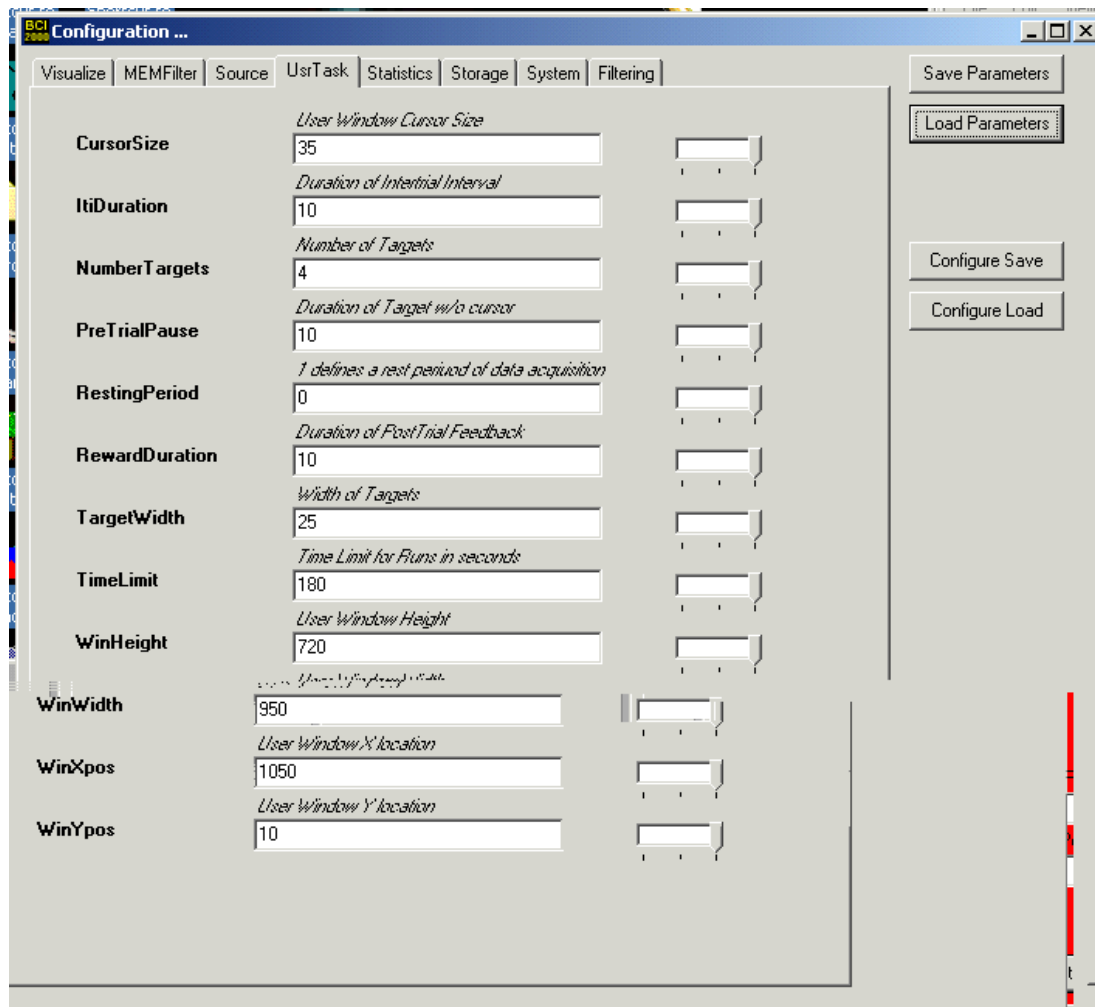 BCI
2000
Configuration ...
Visualize MEMFilter Source UsrTask Statistics Storage System Filtering
Save Parameters
Load Parameters
Configure Save
Configure Load
User Window Cursor Size
CursorSize 35
Duration of Intertrial Interval
ItiDuration 10
Number of Targets
NumberTargets 4
Duration of Target w/o cursor
PreTrialPause 10
1 defines a rest periuod of data acquisition
RestingPeriod 0
Duration of PostTrial Feedback
RewardDuration 10
Width of Targets
TargetWidth 25
Time Limit for Runs in seconds
TimeLimit 180
User Window Height
WinHeight 720
User Window Width
WinWidth 950
User Window X location
WinXpos 1050
User Window Y location
WinYpos 10